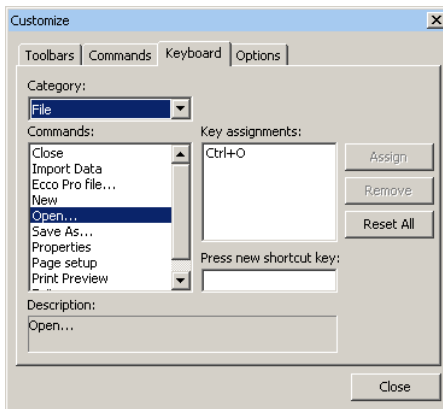 Customize
Toolbars Commands Keyboard Options
Category:
File
Commands:
Close
Import Data
Ecco Pro file...
New
Open...
Save As...
Properties
Page setup
Print Preview
Key assignments:
Ctrl+O
Assign
Remove
Reset All
Press new shortcut key:
Description:
Open...
Close